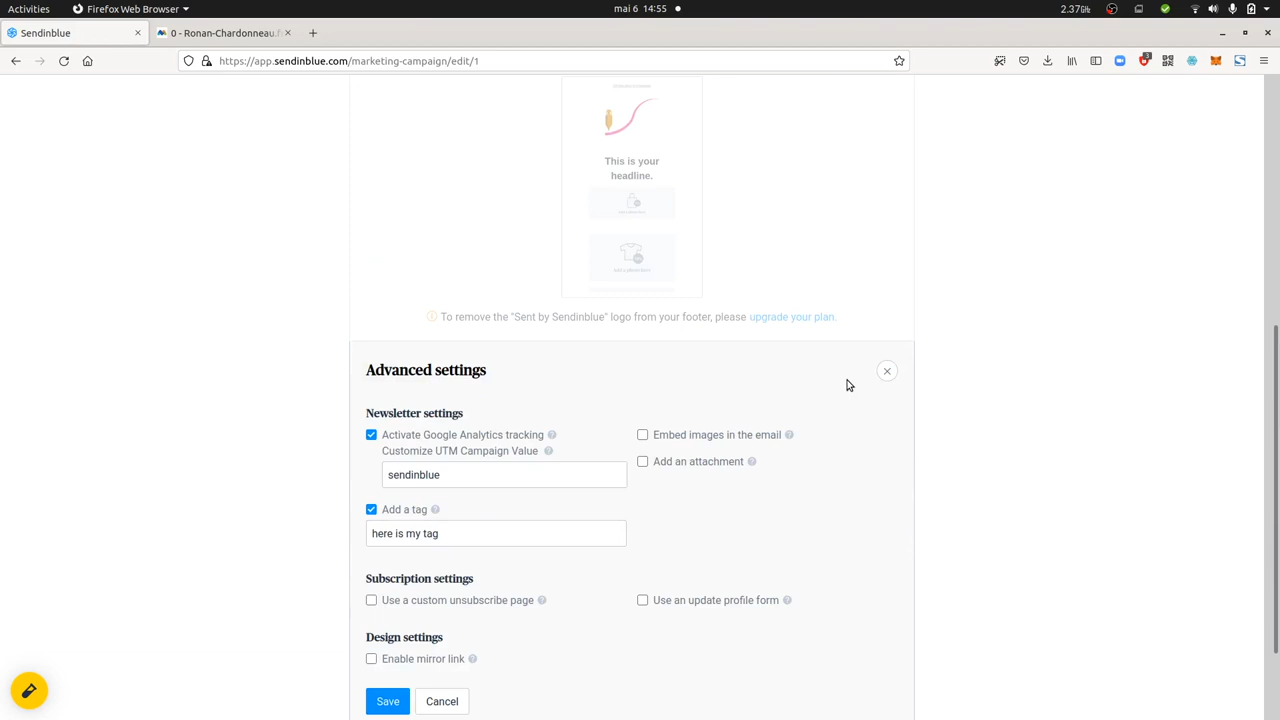 Activities Firefox Web Browser mai 6 14:55 2.37GHz
Sendinblue 0 - Ronan-Chardonneau.f
https://app.sendinblue.com/marketing-campaign/edit/1 3
This is your
headline.
To remove the "Sent by Sendinblue" logo from your footer, please upgrade your plan.
Advanced settings
Newsletter settings
Activate Google Analytics tracking Embed images in the email
Customize UTM Campaign Value
Add an attachment
sendinblue
Add a tag
here is my tag
Subscription settings
Use a custom unsubscribe page Use an update profile form
Design settings
Enable mirror link
Save Cancel